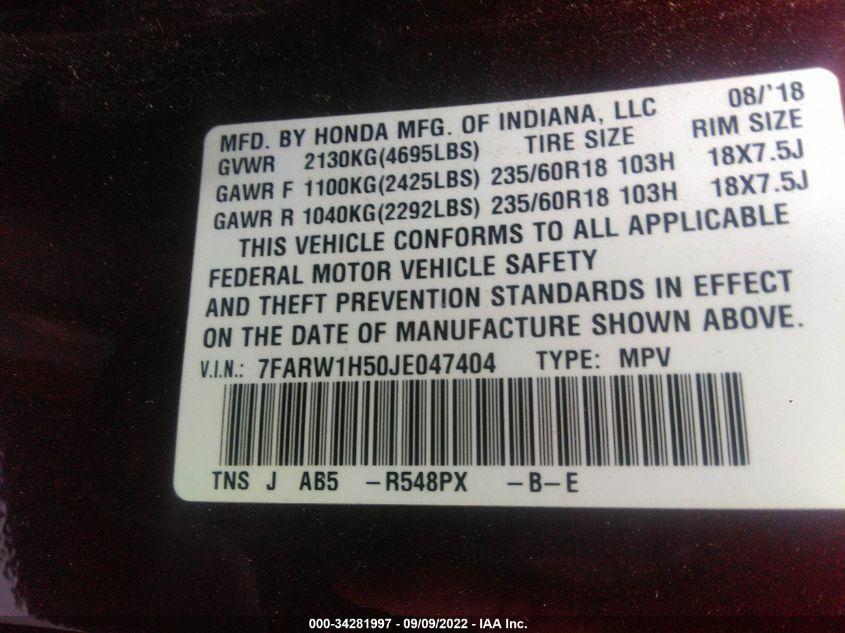 MFD. BY HONDA MFG. OF INDIANA, LLC 08/'18
GVWR 2130KG(4695LBS) TIRE SIZE RIM SIZE
GAWR F 1100KG(2425LBS) 235/60R18 103H 18X7.5J
GAWR R 1040KG(2292LBS) 235/60R18 103H 18X7.5J
THIS VEHICLE CONFORMS TO ALL APPLICABLE
FEDERAL MOTOR VEHICLE SAFETY
AND THEFT PREVENTION STANDARDS IN EFFECT
ON THE DATE OF MANUFACTURE SHOWN ABOVE.
V.I.N.: 7FARW1H50JE047404 TYPE: MPV
TNS J AB5 -R548PX -B-E
000-34281997 - 09/09/2022 - IAA Inc.